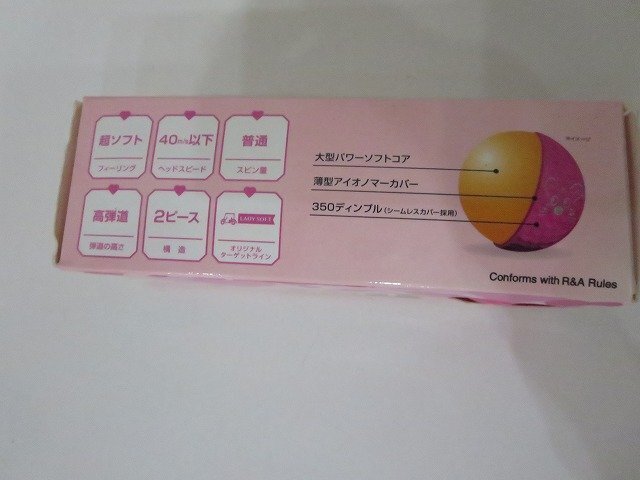 超ソフト
フィーリング
40m/s以下
ヘッドスピード
普通
スピン量
高弾道
弾道の高さ
2ピース
構造
LADY SOFT
オリジナル
ターゲットライン
大型パワーソフトコア
薄型アイオノマーカバー
350ディンプル(シームレスカバー採用)
Conforms with R&A Rules